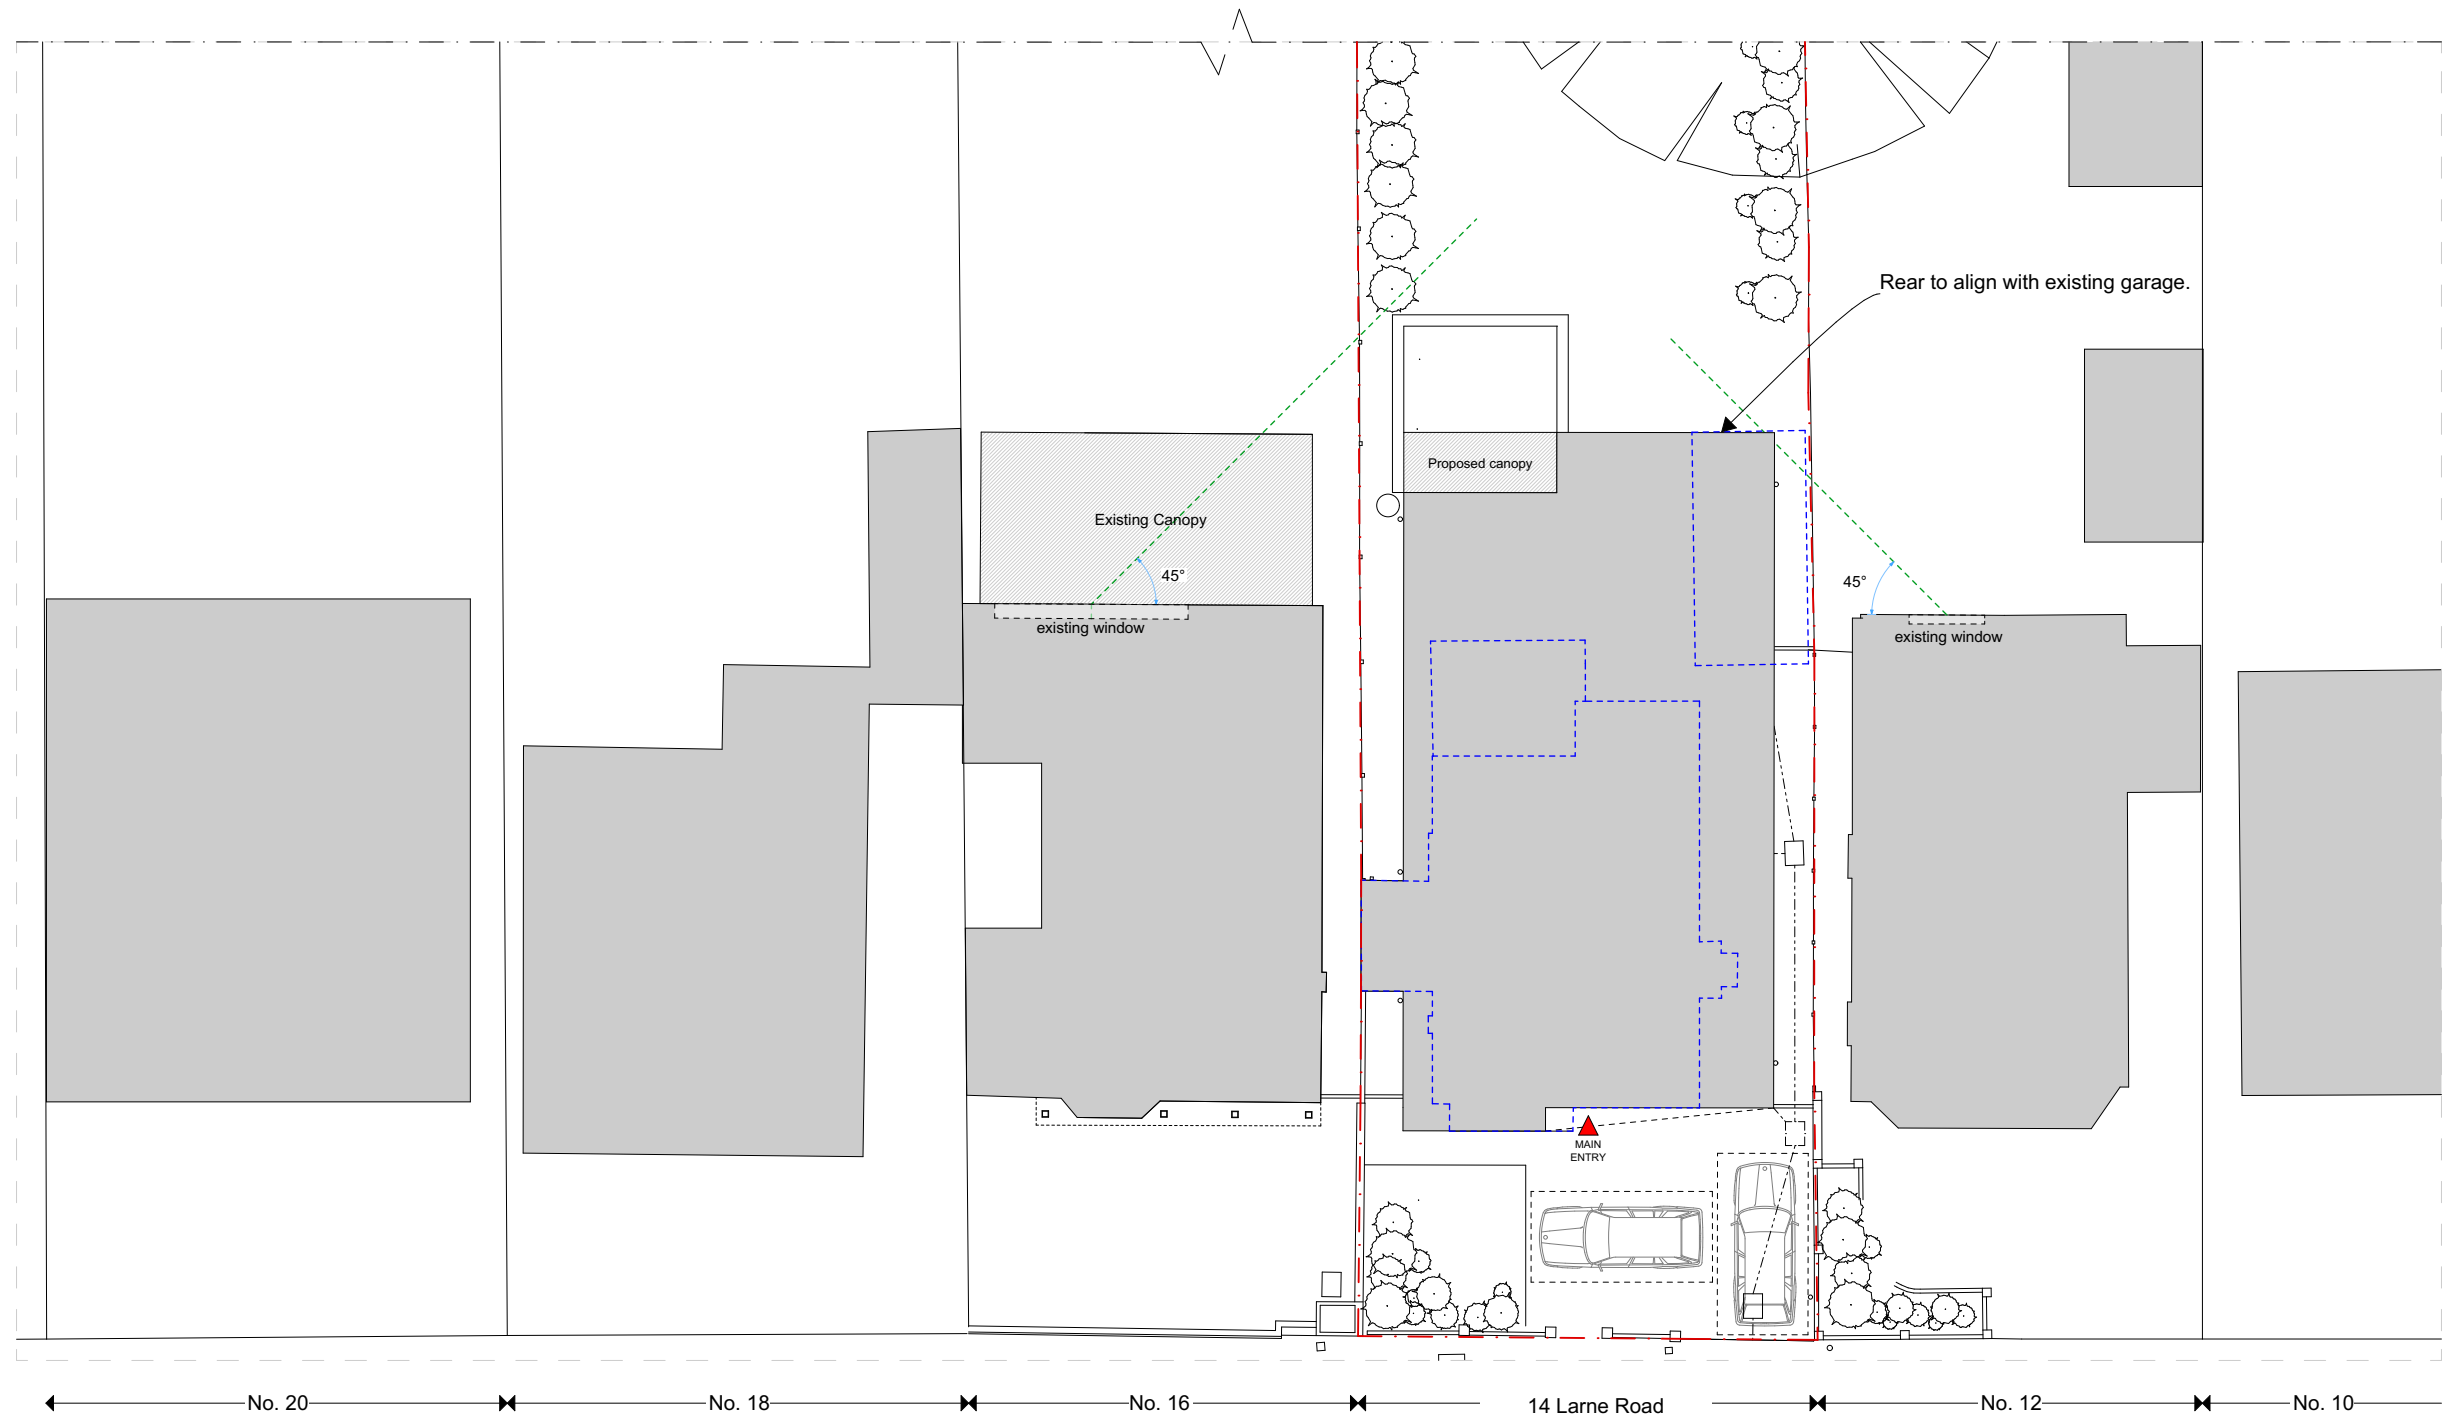 Rear to align with existing garage.
Proposed canopy
Existing Canopy
45°
45°
existing window
existing window
MAIN
ENTRY
No. 20
No. 18
No. 16
14 Larne Road
No. 12
No. 10